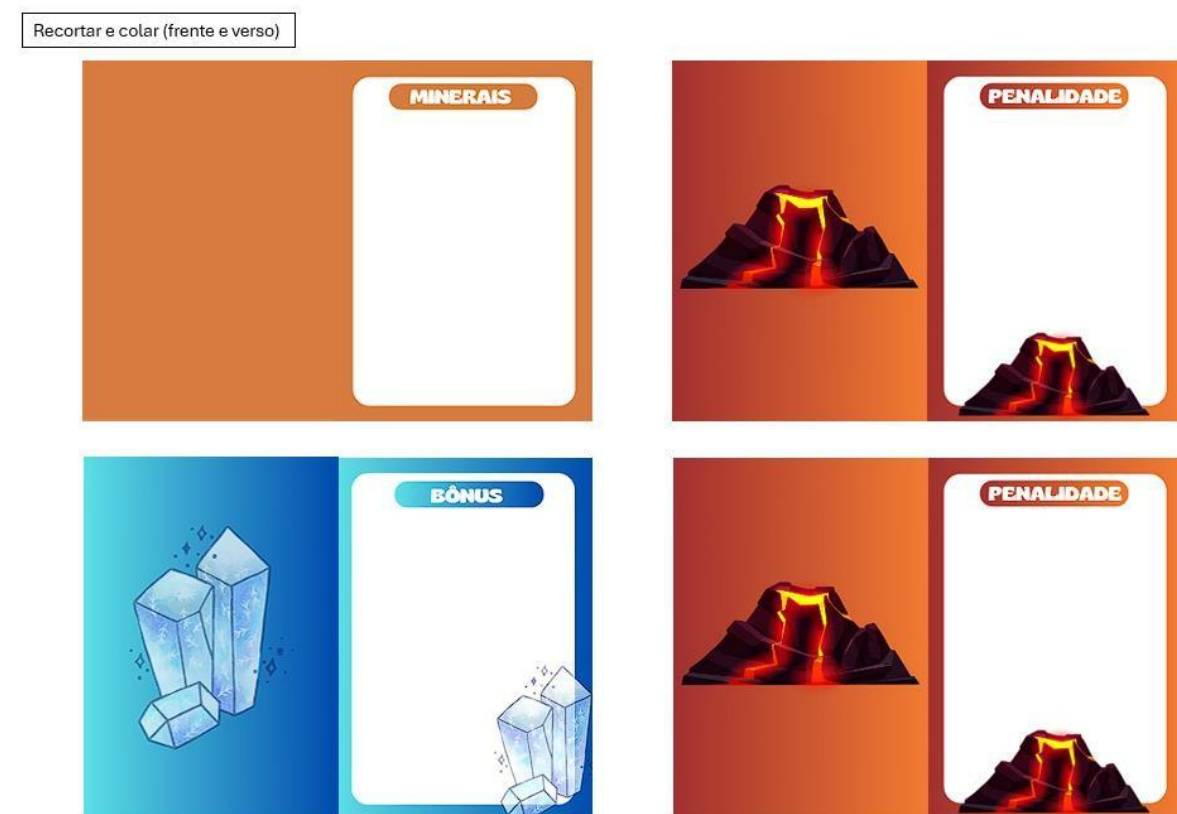 Recortar e colar (frente e verso)
MINERAIS
PENALIDADE
BÔNUS
PENALIDADE